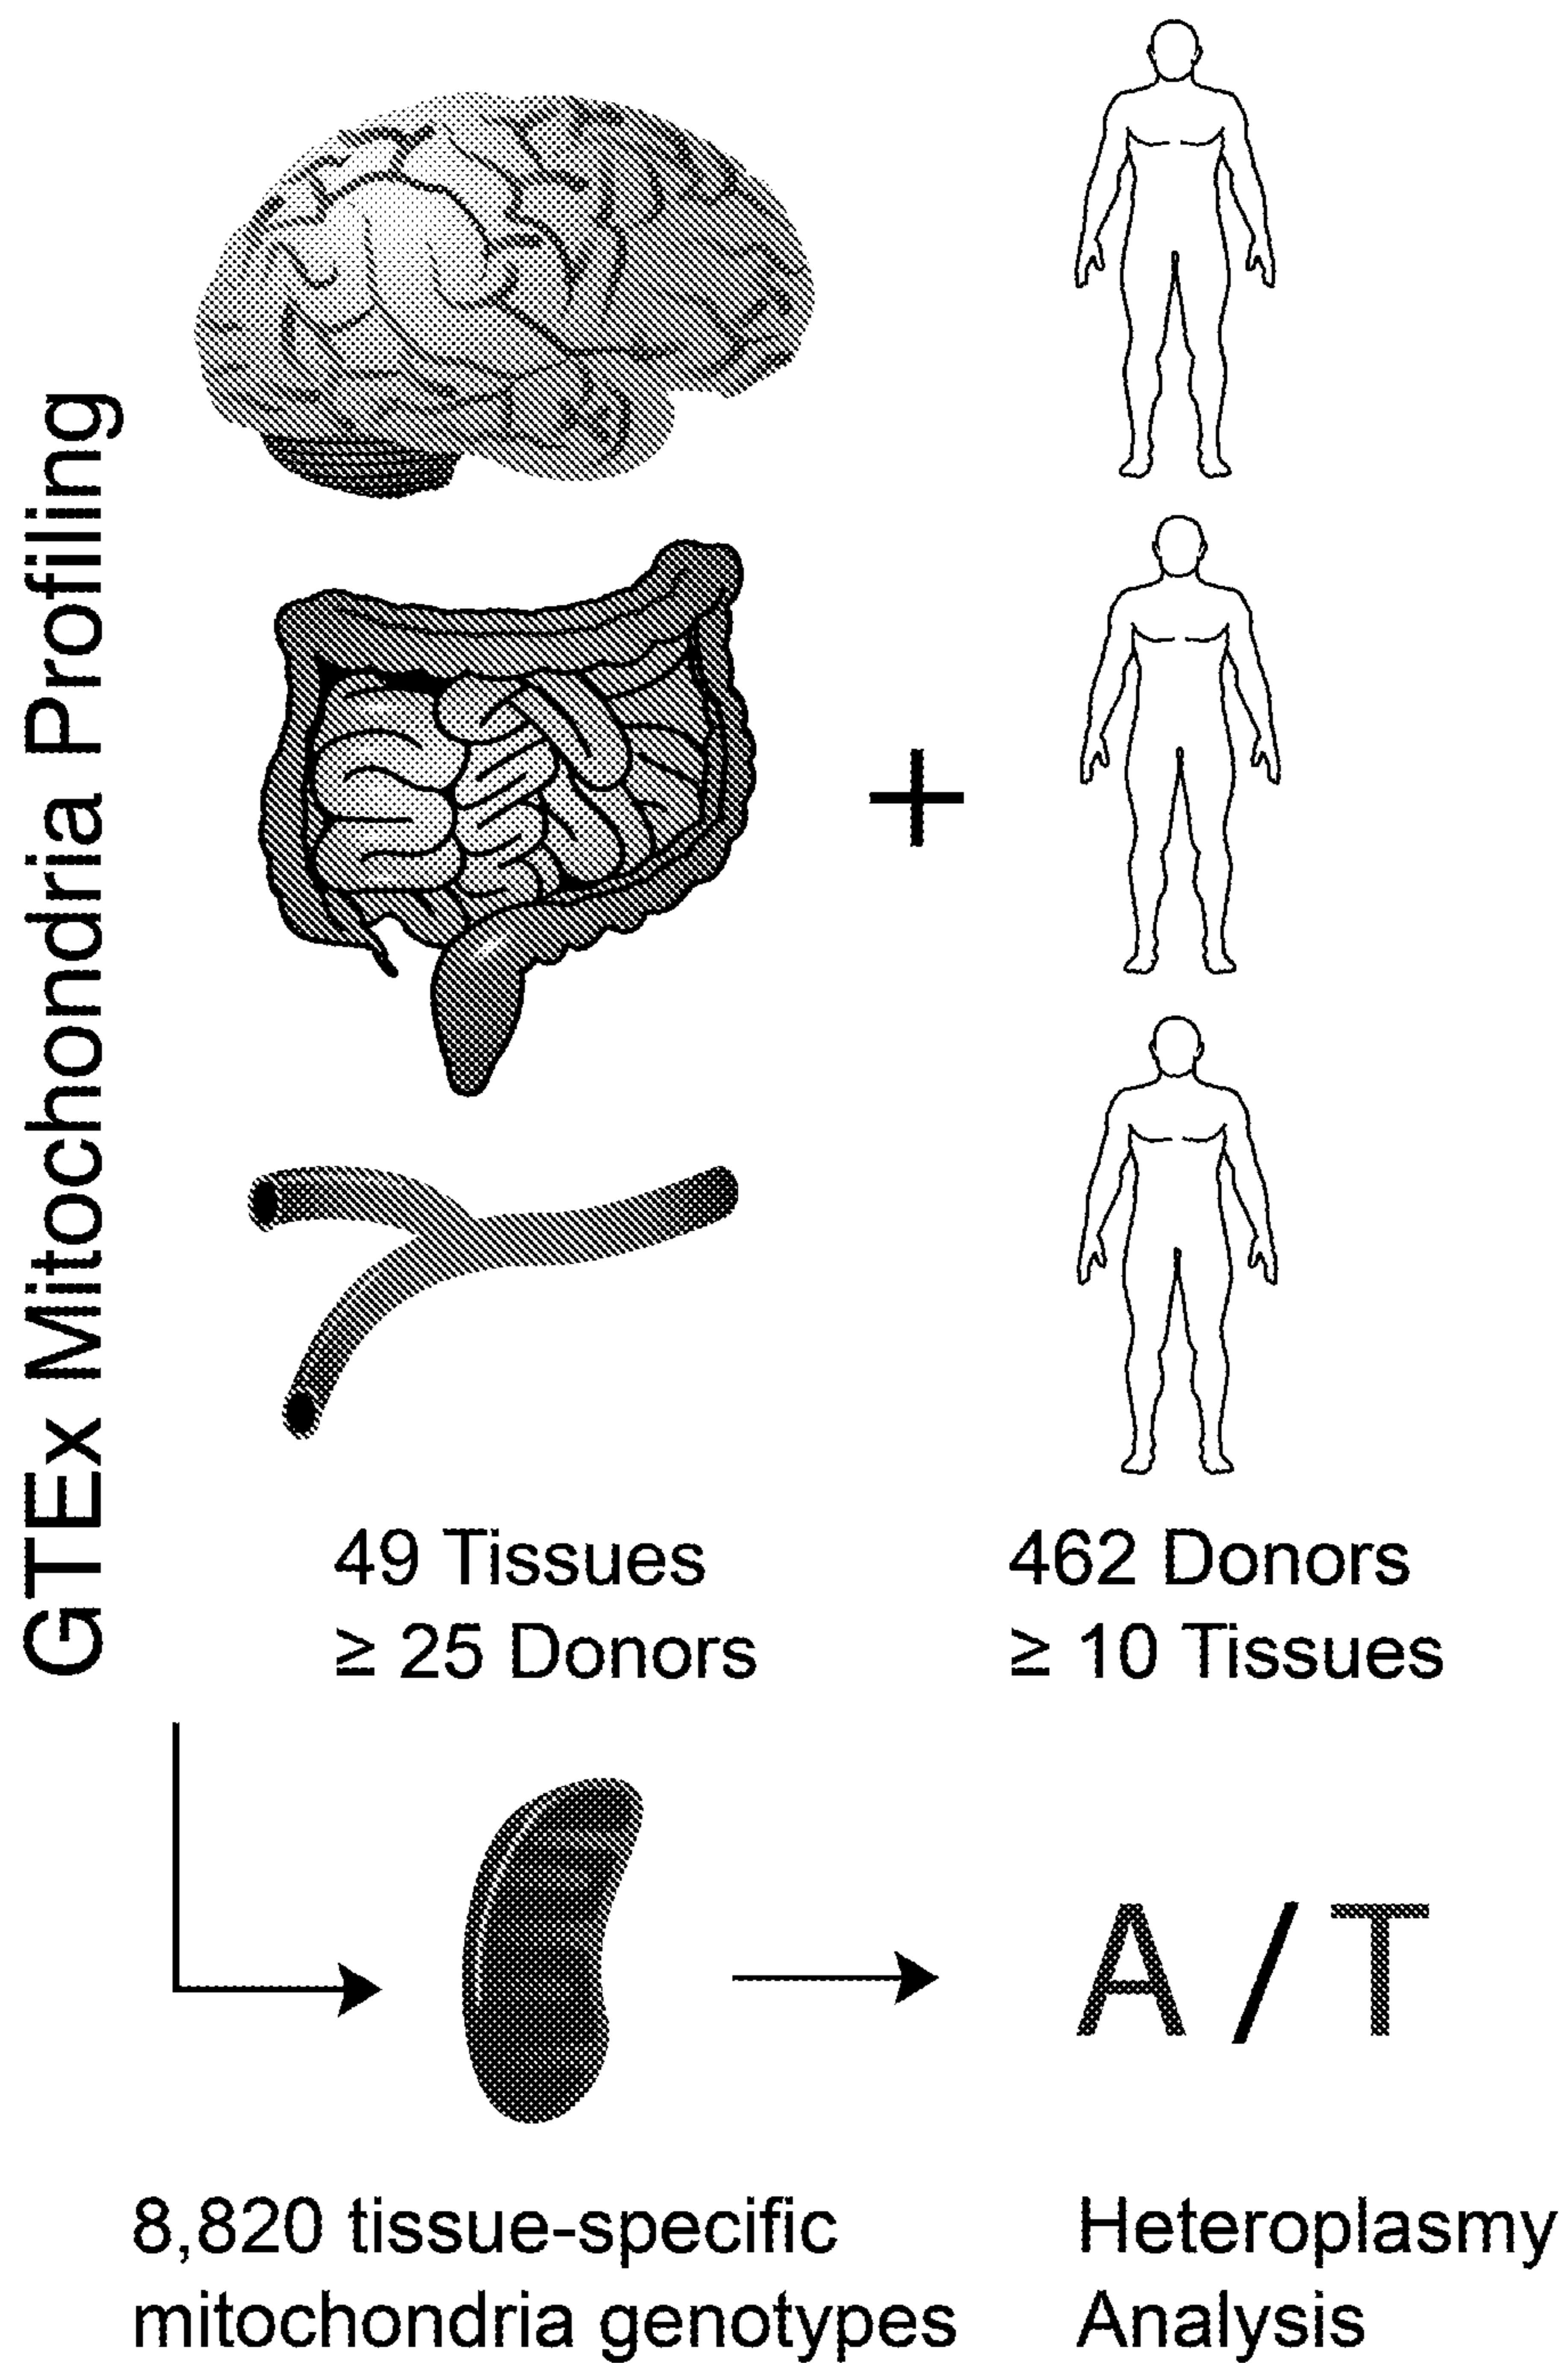 GTEx Mitochondria Profiling
49 Tissues
≥ 25 Donors
462 Donors
≥ 10 Tissues
A / T
8,820 tissue-specific
mitochondria genotypes
Heteroplasmy
Analysis